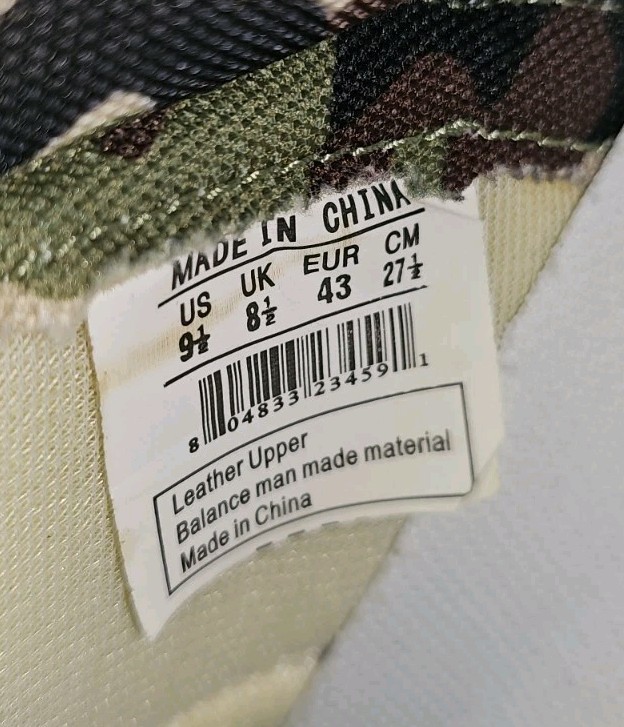 MADE IN CHINA
US UK EUR CM
9½ 8½ 43 27½
8 04833 23459 1
Leather Upper
Balance man made material
Made in China